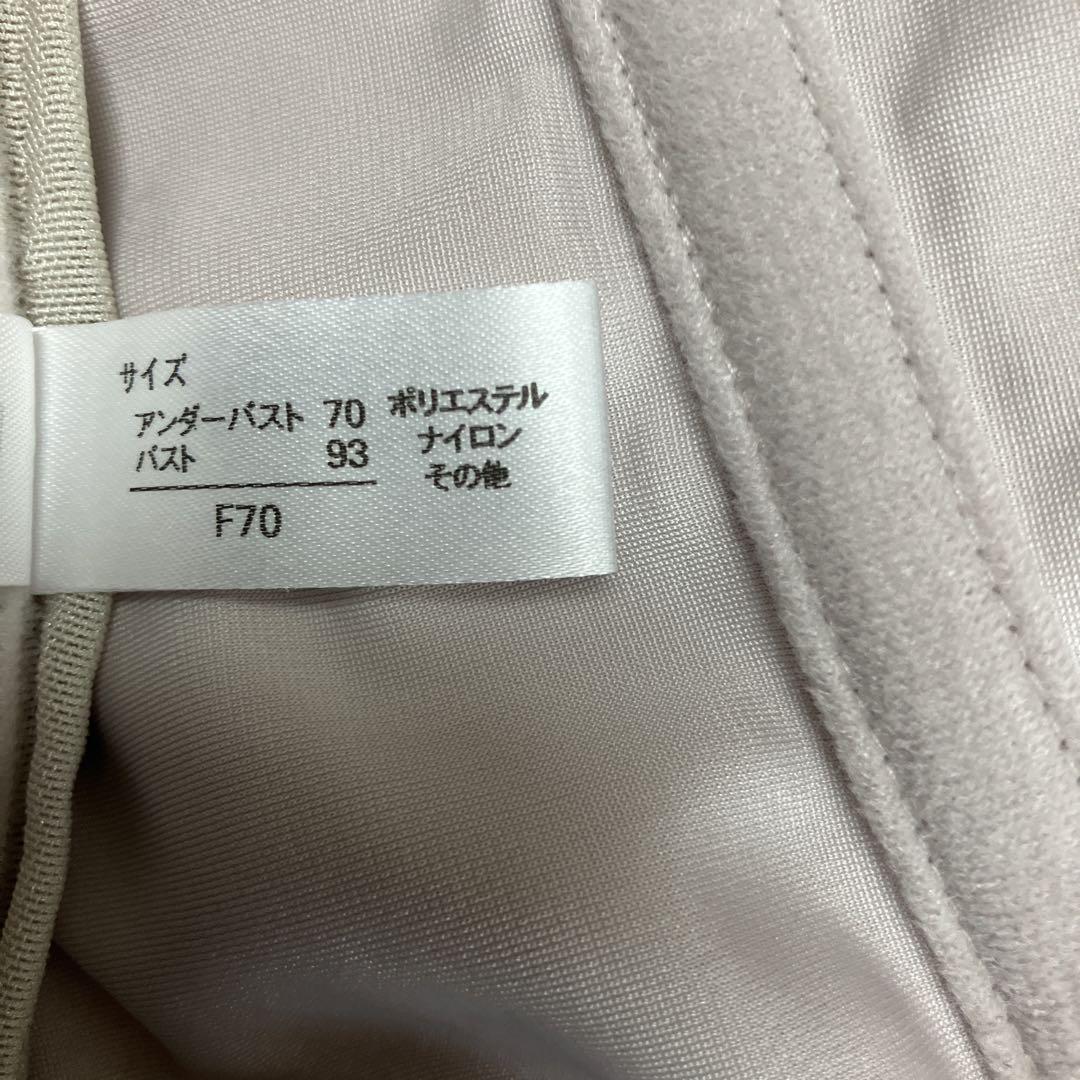 サイズ
アンダーバスト 70
バスト 93
F70
ポリエステル
ナイロン
その他